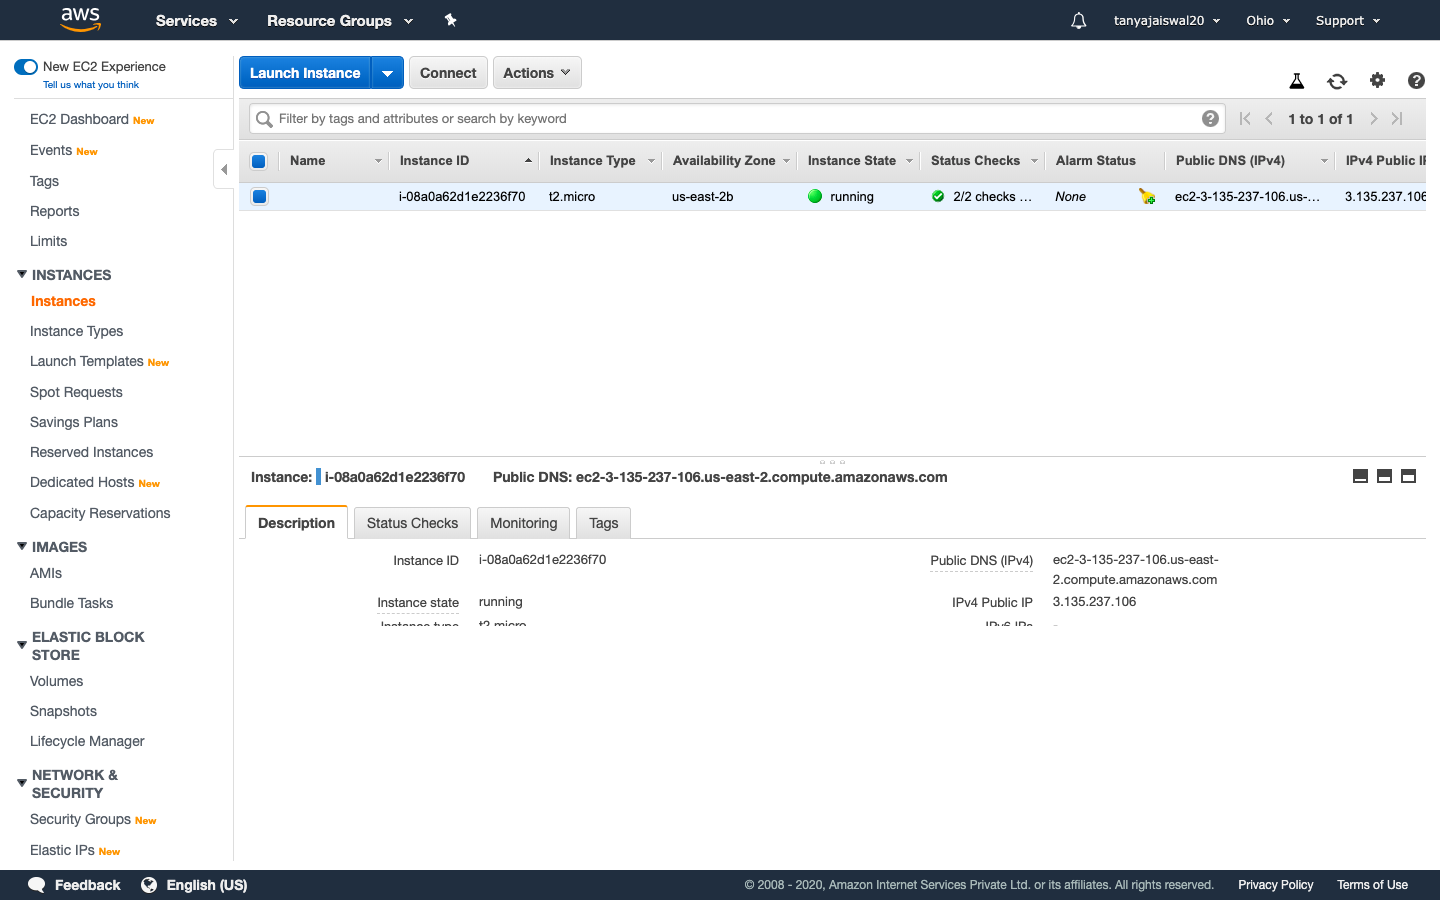 aws Services Resource Groups tanyajaiswal20 Ohio Support
New EC2 Experience
Tell us what you think
EC2 Dashboard New
Events New
Tags
Reports
Limits
INSTANCES
Instances
Instance Types
Launch Templates New
Spot Requests
Savings Plans
Reserved Instances
Dedicated Hosts New
Capacity Reservations
IMAGES
AMIs
Bundle Tasks
ELASTIC BLOCK
STORE
Volumes
Snapshots
Lifecycle Manager
NETWORK &
SECURITY
Security Groups New
Elastic IPs New
Launch Instance Connect Actions
Filter by tags and attributes or search by keyword 1 to 1 of 1
Name Instance ID Instance Type Availability Zone Instance State Status Checks Alarm Status Public DNS (IPv4) IPv4 Public IP
i-08a0a62d1e2236f70 t2.micro us-east-2b running 2/2 checks ... None ec2-3-135-237-106.us-... 3.135.237.106
Instance: i-08a0a62d1e2236f70 Public DNS: ec2-3-135-237-106.us-east-2.compute.amazonaws.com
Description Status Checks Monitoring Tags
Instance ID i-08a0a62d1e2236f70 Public DNS (IPv4) ec2-3-135-237-106.us-east-
2.compute.amazonaws.com
Instance state running IPv4 Public IP 3.135.237.106
Instance type t2.micro IPv6 IPs -
Feedback English (US) © 2008 - 2020, Amazon Internet Services Private Ltd. or its affiliates. All rights reserved. Privacy Policy Terms of Use